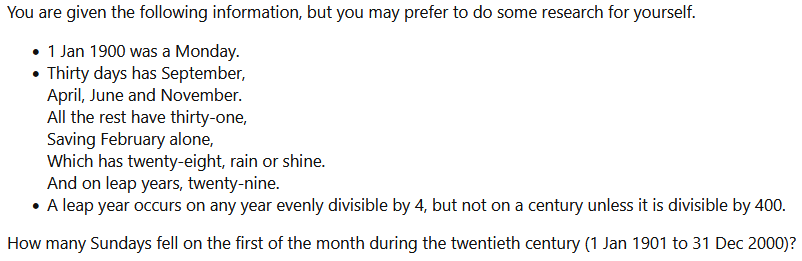 You are given the following information, but you may prefer to do some research for yourself.
• 1 Jan 1900 was a Monday.
• Thirty days has September,
April, June and November.
All the rest have thirty-one,
Saving February alone,
Which has twenty-eight, rain or shine.
And on leap years, twenty-nine.
• A leap year occurs on any year evenly divisible by 4, but not on a century unless it is divisible by 400.
How many Sundays fell on the first of the month during the twentieth century (1 Jan 1901 to 31 Dec 2000)?